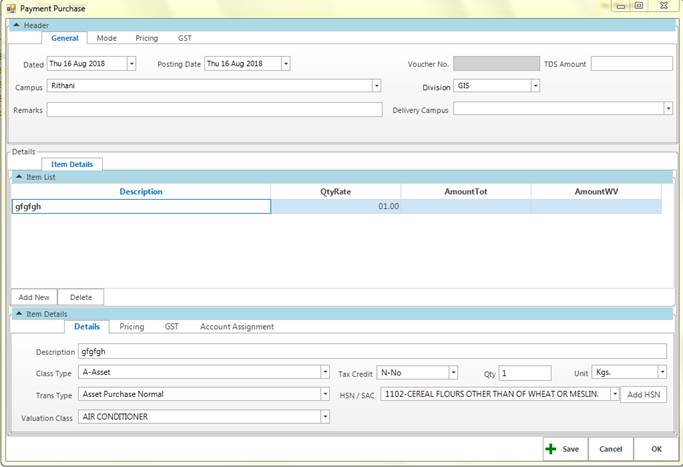 Payment Purchase
Header
General Mode Pricing GST
Dated Thu 16 Aug 2018 Posting Date Thu 16 Aug 2018 Voucher No. TDS Amount
Campus Rithani Division GIS
Remarks Delivery Campus
Details
Item Details
Item List
Description QtyRate AmountTot AmountWV
gfgfgh 01.00
Add New Delete
Item Details
Details Pricing GST Account Assignment
Description gfgfgh
Class Type A-Asset Tax Credit N-No Qty 1 Unit Kgs.
Trans Type Asset Purchase Normal HSN / SAC 1102-CEREAL FLOURS OTHER THAN OF WHEAT OR MESLIN. Add HSN
Valuation Class AIR CONDITIONER
Save Cancel OK